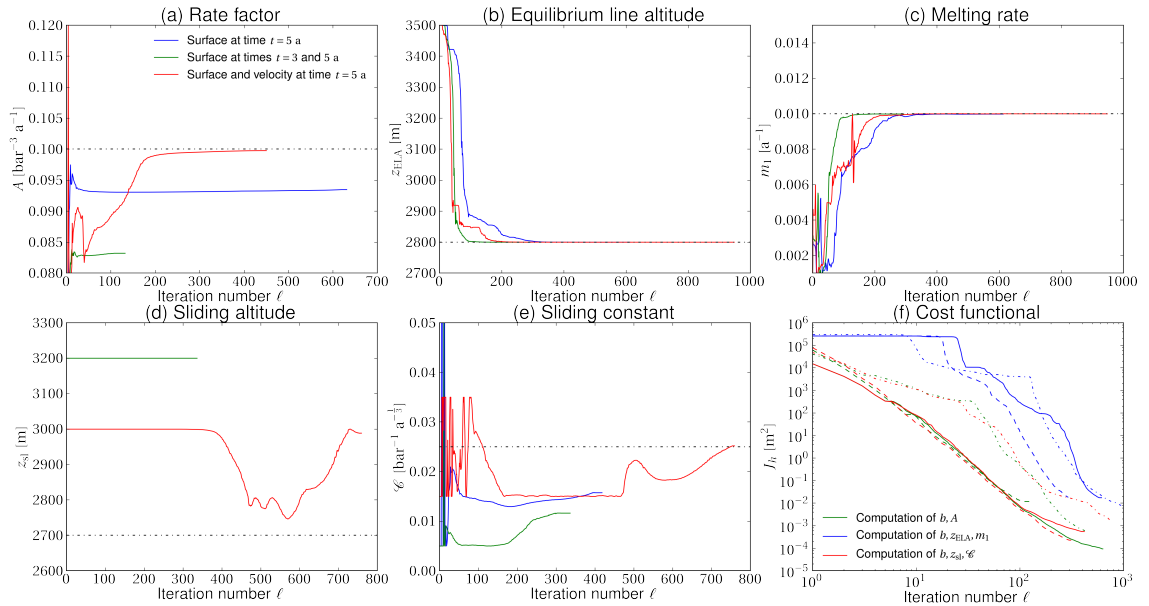 (a) Rate factor
0.120
0.115
0.110
0.105
0.100
0.095
0.090
0.085
0.080
A [bar⁻³ a⁻¹]
Surface at time t = 5 a
Surface at times t = 3 and 5 a
Surface and velocity at time t = 5 a
0 100 200 300 400 500 600 700
Iteration number ℓ
(b) Equilibrium line altitude
3500
3400
3300
3200
3100
3000
2900
2800
2700
z_ELA [m]
0 200 400 600 800 1000
Iteration number ℓ
(c) Melting rate
0.014
0.012
0.010
0.008
0.006
0.004
0.002
m₁ [a⁻¹]
0 200 400 600 800 1000
Iteration number ℓ
(d) Sliding altitude
3300
3200
3100
3000
2900
2800
2700
2600
z_sl [m]
0 100 200 300 400 500 600 700 800
Iteration number ℓ
(e) Sliding constant
0.05
0.04
0.03
0.02
0.01
0.00
𝒞 [bar⁻¹ a^{-1/3}]
0 100 200 300 400 500 600 700 800
Iteration number ℓ
(f) Cost functional
10⁶
10⁵
10⁴
10³
10²
10¹
10⁰
10⁻¹
10⁻²
10⁻³
10⁻⁴
10⁻⁵
J_h [m²]
Computation of b, A
Computation of b, z_ELA, m₁
Computation of b, z_sl, 𝒞
10⁰ 10¹ 10² 10³
Iteration number ℓ